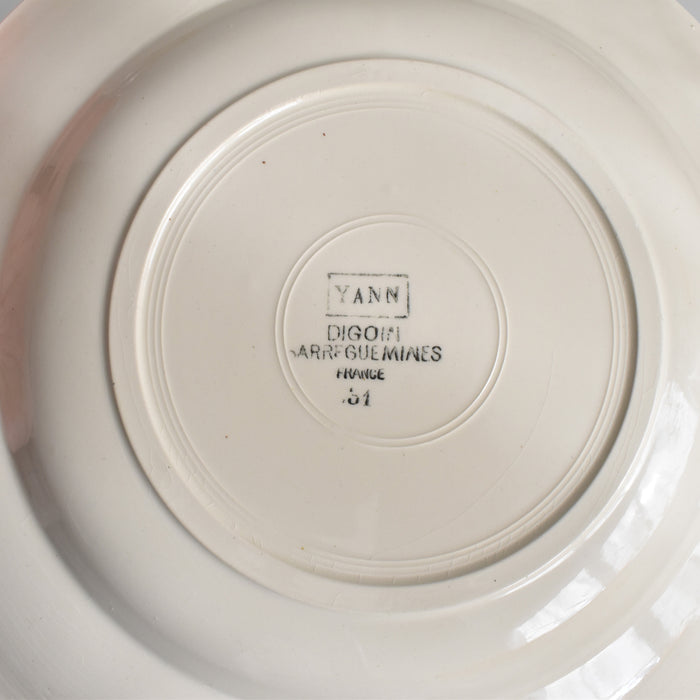 YANN
DIGOIN
SARREGUEMINES
FRANCE
51